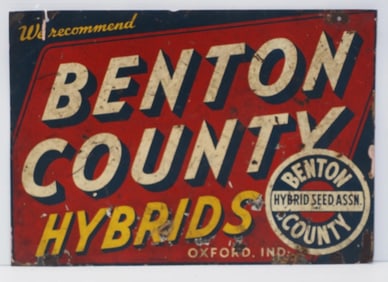 We recommend
BENTON
COUNTY
HYBRIDS
OXFORD, IND.
BENTON
HYBRID SEED ASSN.
COUNTY